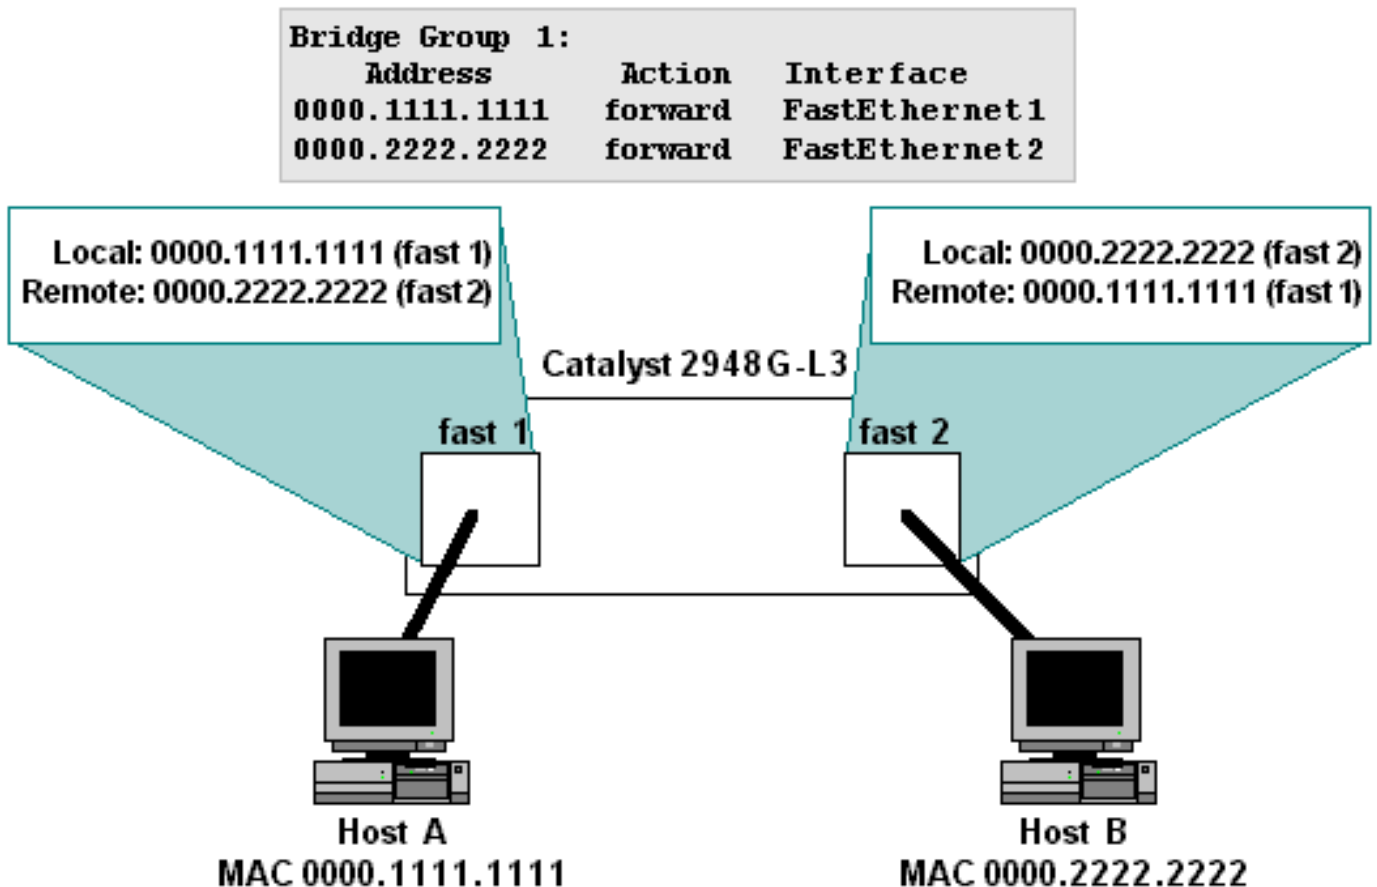 Bridge Group 1:
Address Action Interface
0000.1111.1111 forward FastEthernet1
0000.2222.2222 forward FastEthernet2
Local: 0000.1111.1111 (fast 1)
Remote: 0000.2222.2222 (fast 2)
Local: 0000.2222.2222 (fast 2)
Remote: 0000.1111.1111 (fast 1)
Catalyst 2948G-L3
fast 1
fast 2
Host A
MAC 0000.1111.1111
Host B
MAC 0000.2222.2222